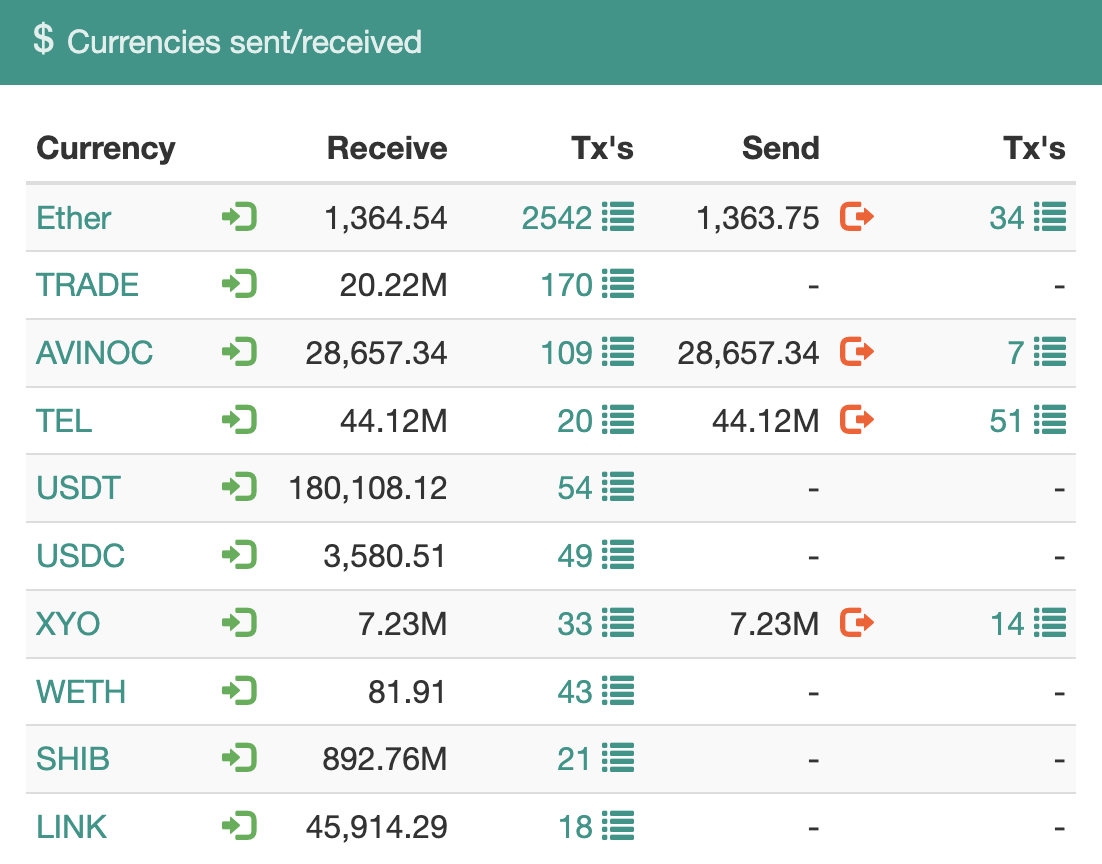 $ Currencies sent/received
Currency Receive Tx's Send Tx's
Ether 1,364.54 2542 1,363.75 34
TRADE 20.22M 170 - -
AVINOC 28,657.34 109 28,657.34 7
TEL 44.12M 20 44.12M 51
USDT 180,108.12 54 - -
USDC 3,580.51 49 - -
XYO 7.23M 33 7.23M 14
WETH 81.91 43 - -
SHIB 892.76M 21 - -
LINK 45,914.29 18 - -